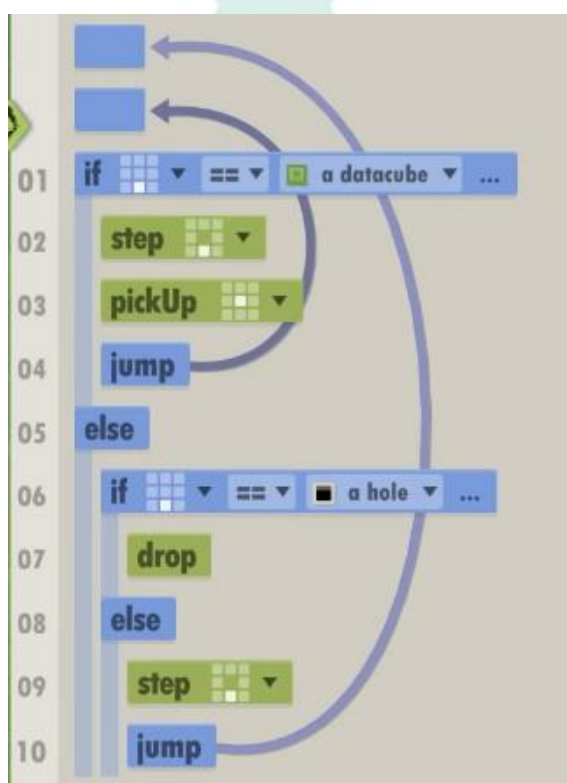 01 if == a datacube ...
02 step
03 pickUp
04 jump
05 else
06 if == a hole ...
07 drop
08 else
09 step
10 jump